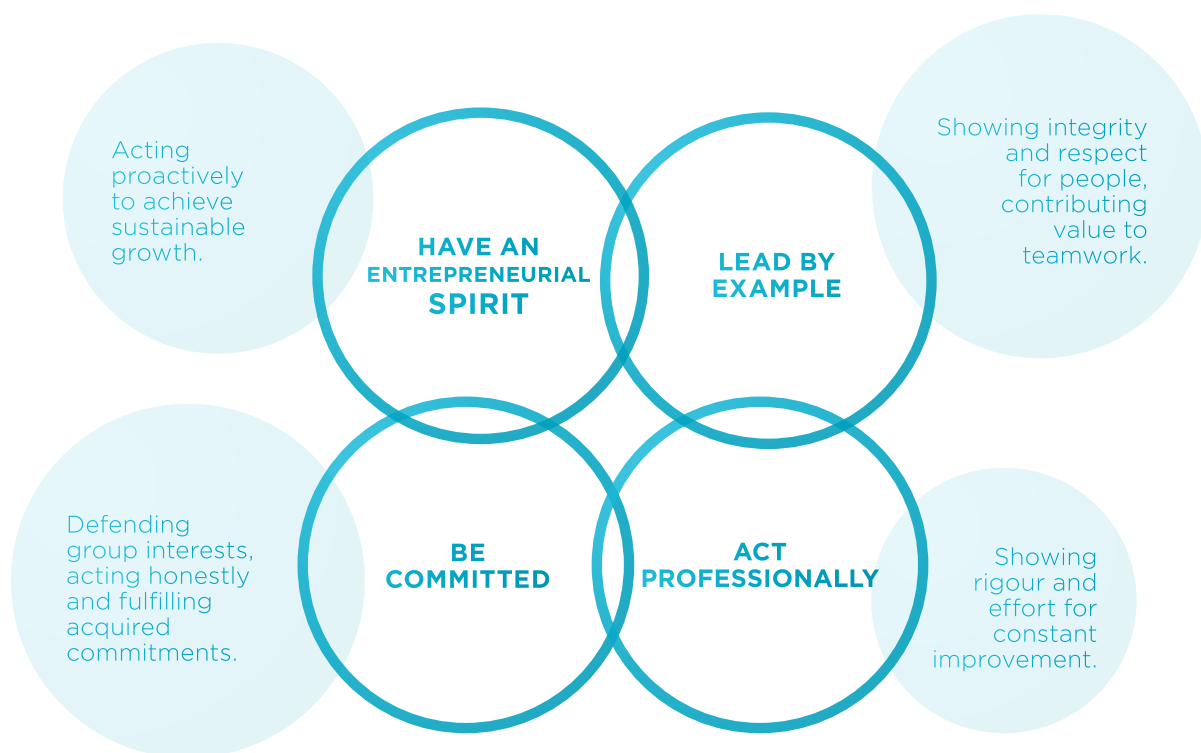 Acting
proactively
to achieve
sustainable
growth.
HAVE AN
ENTREPRENEURIAL
SPIRIT
LEAD BY
EXAMPLE
Showing integrity
and respect
for people,
contributing
value to
teamwork.
Defending
group interests,
acting honestly
and fulfilling
acquired
commitments.
BE
COMMITTED
ACT
PROFESSIONALLY
Showing
rigour and
effort for
constant
improvement.